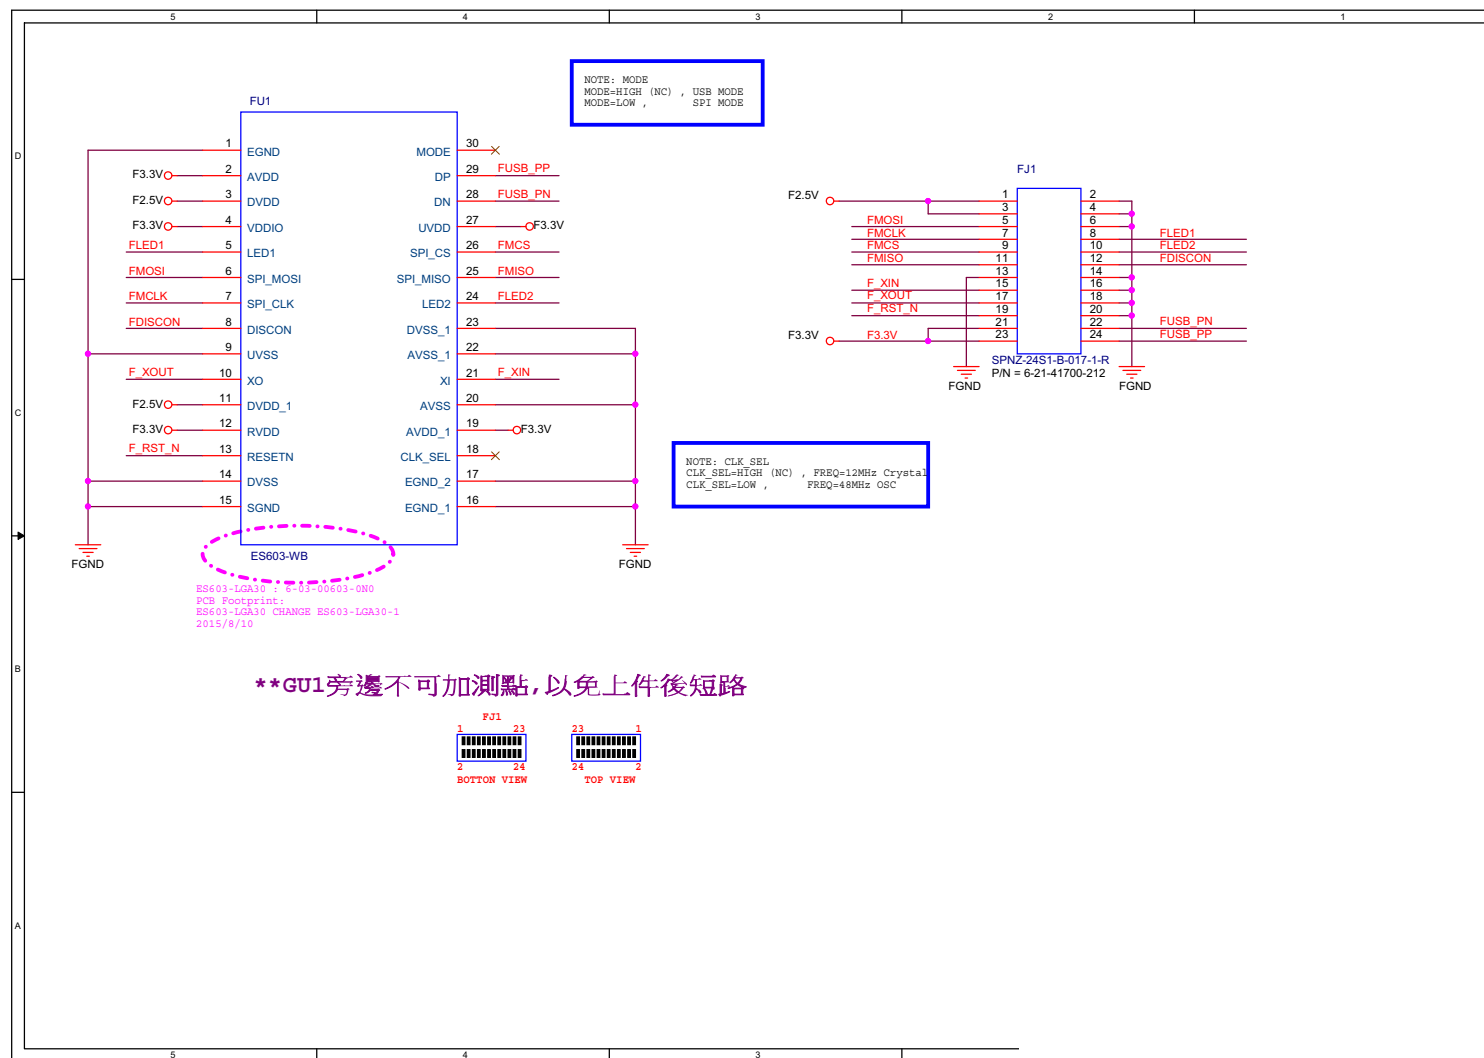 5 4 3 2 1
NOTE: MODE
MODE=HIGH (NC) , USB MODE
MODE=LOW , SPI MODE
FU1
1 EGND MODE 30
D
F3.3V 2 AVDD DP 29 FUSB_PP
F2.5V 3 DVDD DN 28 FUSB_PN
F3.3V 4 VDDIO UVDD 27 F3.3V
FLED1 5 LED1 SPI_CS 26 FMCS
FMOSI 6 SPI_MOSI SPI_MISO 25 FMISO
FMCLK 7 SPI_CLK LED2 24 FLED2
FDISCON 8 DISCON DVSS_1 23
9 UVSS AVSS_1 22
F_XOUT 10 XO XI 21 F_XIN
F2.5V 11 DVDD_1 AVSS 20
F3.3V 12 RVDD AVDD_1 19 F3.3V
F_RST_N 13 RESETN CLK_SEL 18
14 DVSS EGND_2 17
15 SGND EGND_1 16
FGND FGND
ES603-WB
ES603-LGA30 : 6-03-00603-0N0
PCB Footprint:
ES603-LGA30 CHANGE ES603-LGA30-1
2015/8/10
FJ1
F2.5V 1 2
3 4
FMOSI 5 6
FMCLK 7 8 FLED1
FMCS 9 10 FLED2
FMISO 11 12 FDISCON
13 14
F_XIN 15 16
F_XOUT 17 18
F_RST_N 19 20
21 22 FUSB_PN
F3.3V F3.3V 23 24 FUSB_PP
SPNZ-24S1-B-017-1-R
P/N = 6-21-41700-212
FGND FGND
C
NOTE: CLK_SEL
CLK_SEL=HIGH (NC) , FREQ=12MHz Crystal
CLK_SEL=LOW , FREQ=48MHz OSC
B
**GU1旁邊不可加測點,以免上件後短路
FJ1
1 23 23 1
2 24 24 2
BOTTON VIEW TOP VIEW
A
5 4 3